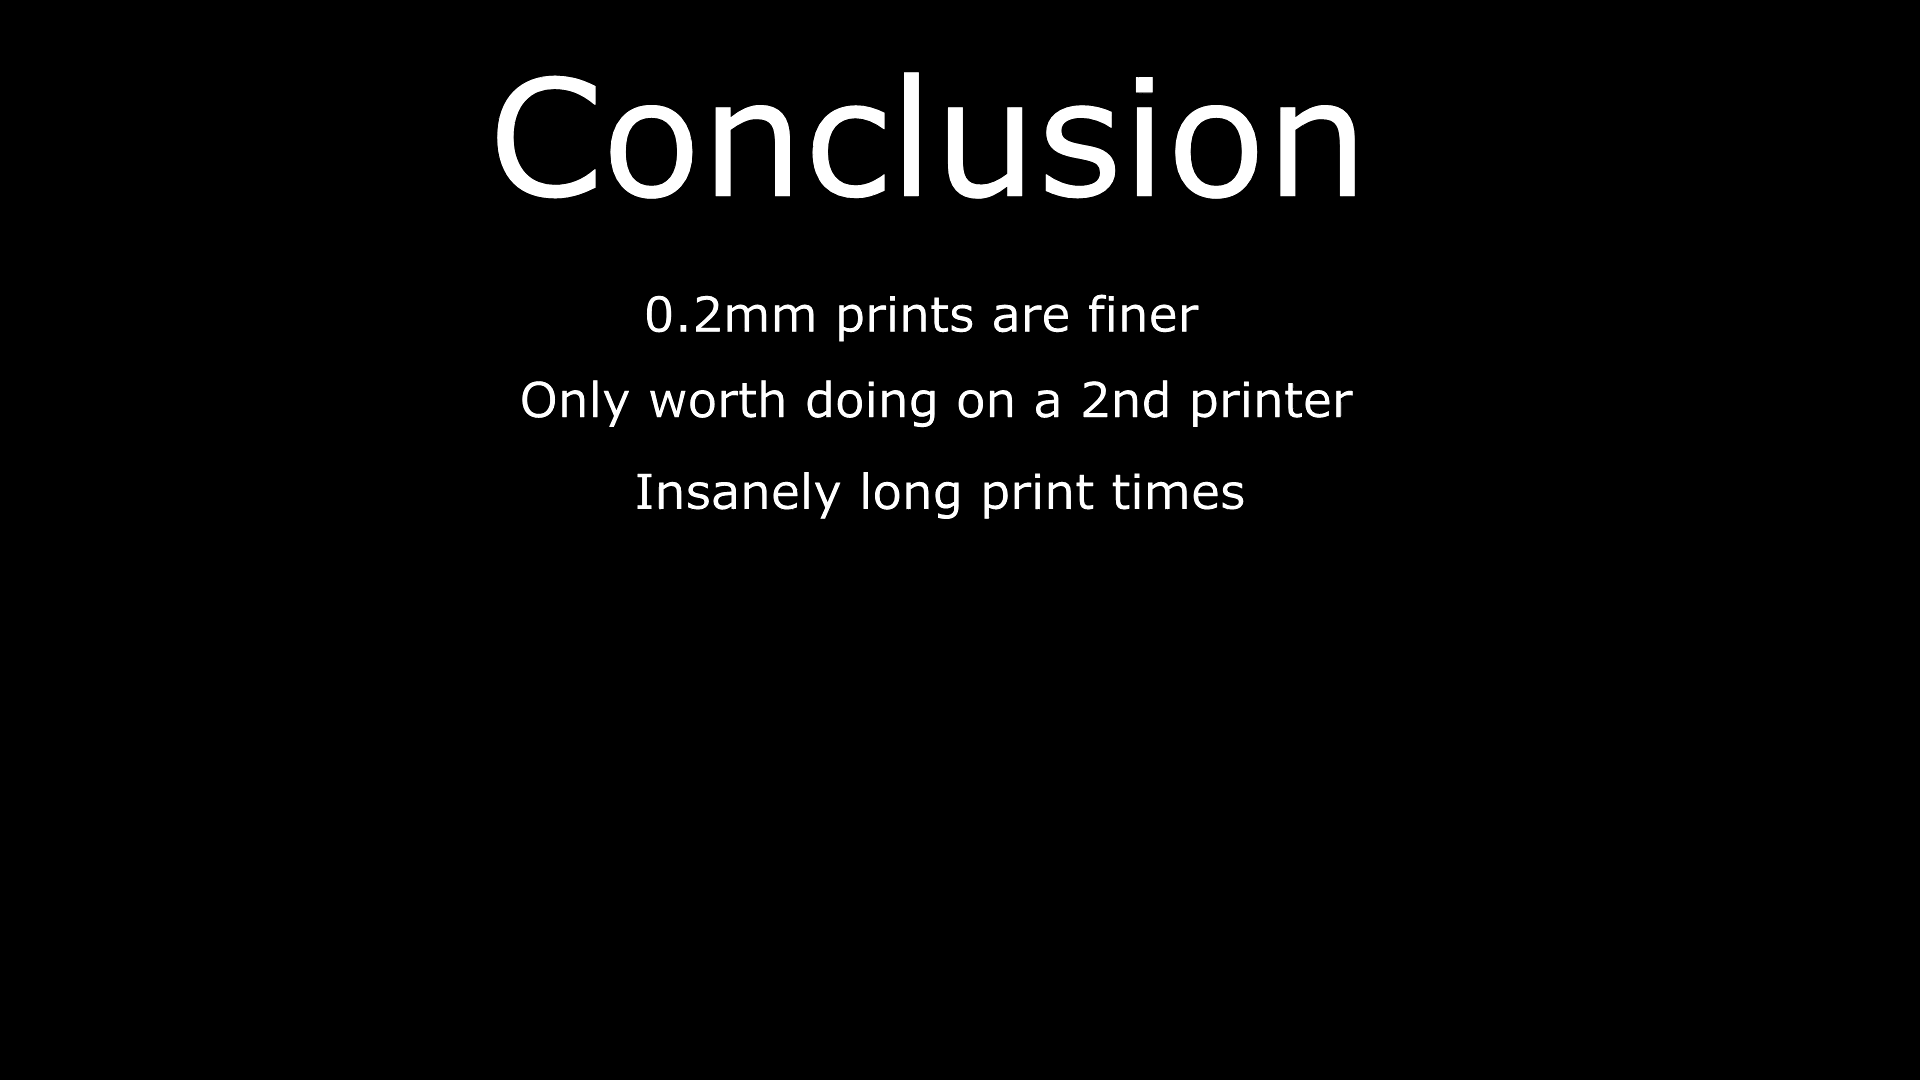 Conclusion
0.2mm prints are finer
Only worth doing on a 2nd printer
Insanely long print times